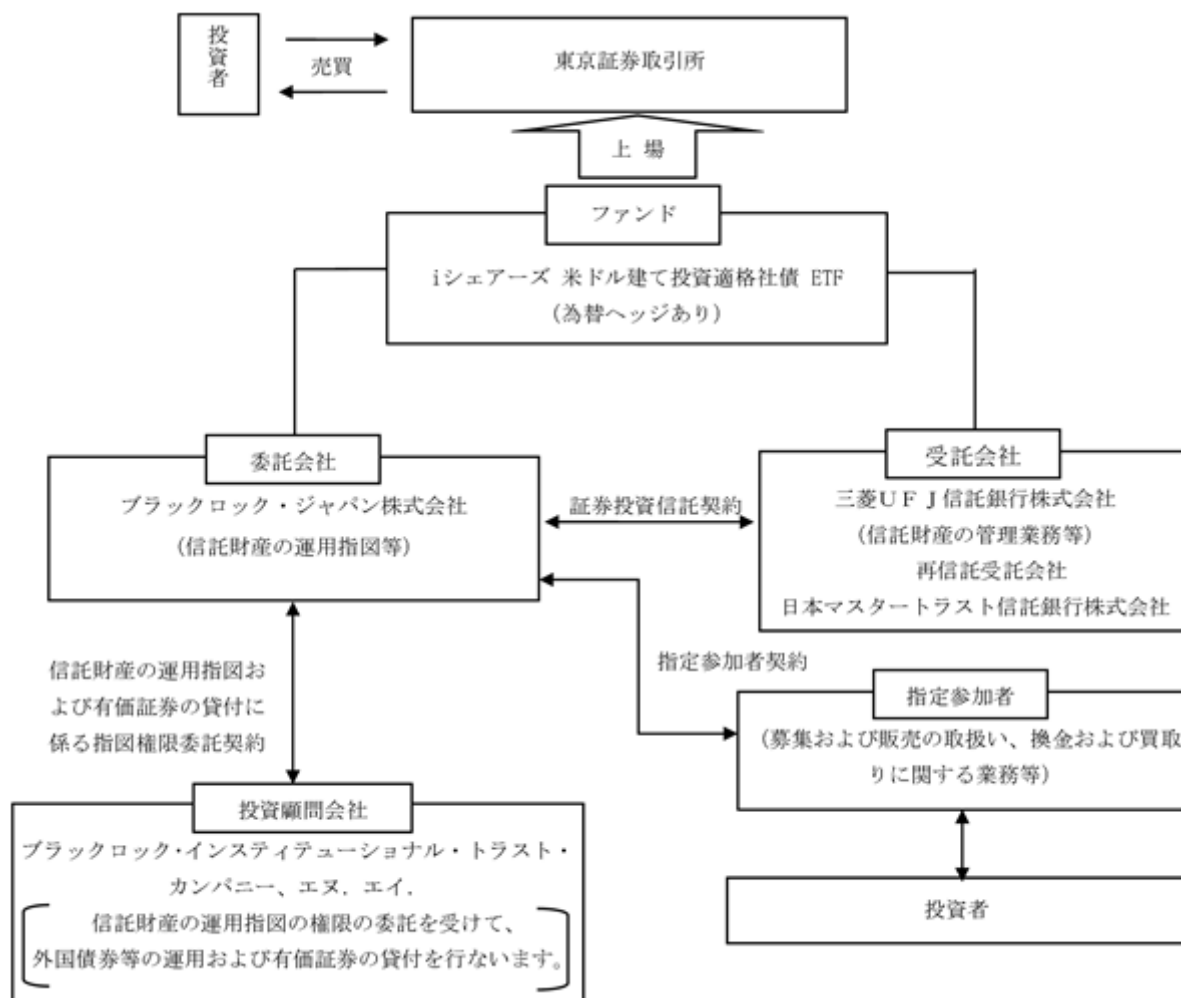 投資者
売買
東京証券取引所
上 場
ファンド
iシェアーズ 米ドル建て投資適格社債 ETF
(為替ヘッジあり)
委託会社
ブラックロック・ジャパン株式会社
(信託財産の運用指図等)
証券投資信託契約
受託会社
三菱ＵＦＪ信託銀行株式会社
(信託財産の管理業務等)
再信託受託会社
日本マスタートラスト信託銀行株式会社
信託財産の運用指図お
よび有価証券の貸付に
係る指図権限委託契約
指定参加者契約
指定参加者
(募集および販売の取扱い、換金および買取
りに関する業務等)
投資顧問会社
ブラックロック・インスティテューショナル・トラスト・
カンパニー、エヌ．エイ．
信託財産の運用指図の権限の委託を受けて、
外国債券等の運用および有価証券の貸付を行ないます。
投資者